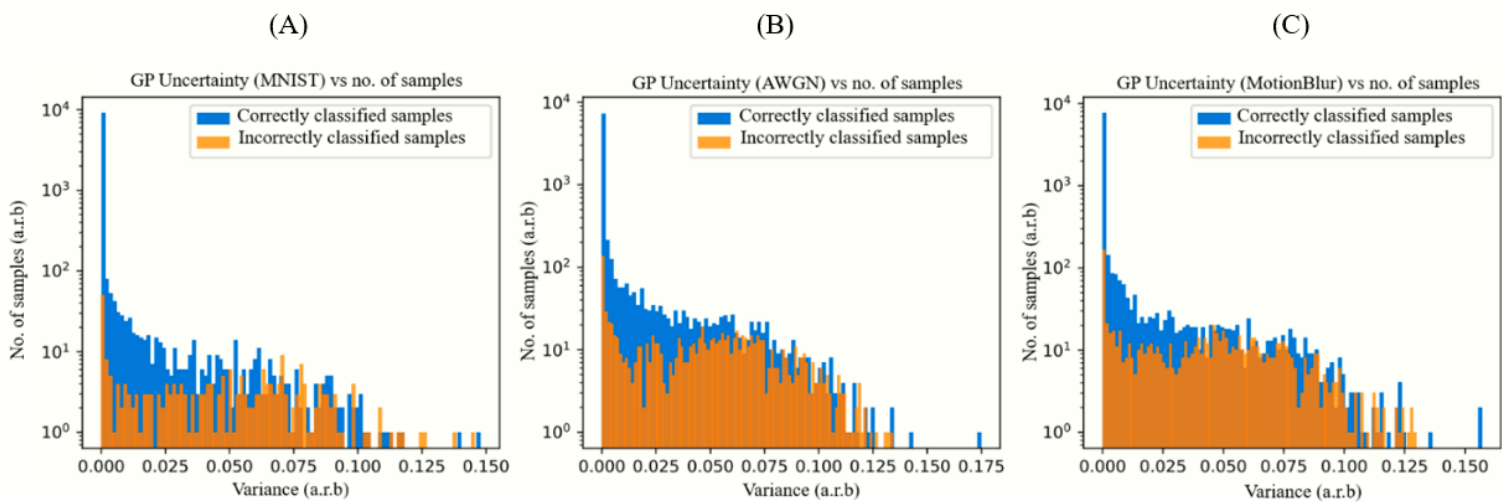 (A)
GP Uncertainty (MNIST) vs no. of samples
Correctly classified samples
Incorrectly classified samples
No. of samples (a.r.b)
10^4
10^3
10^2
10^1
10^0
0.000 0.025 0.050 0.075 0.100 0.125 0.150
Variance (a.r.b)
(B)
GP Uncertainty (AWGN) vs no. of samples
Correctly classified samples
Incorrectly classified samples
No. of samples (a.r.b)
10^4
10^3
10^2
10^1
10^0
0.000 0.025 0.050 0.075 0.100 0.125 0.150 0.175
Variance (a.r.b)
(C)
GP Uncertainty (MotionBlur) vs no. of samples
Correctly classified samples
Incorrectly classified samples
No. of samples (a.r.b)
10^4
10^3
10^2
10^1
10^0
0.000 0.025 0.050 0.075 0.100 0.125 0.150
Variance (a.r.b)